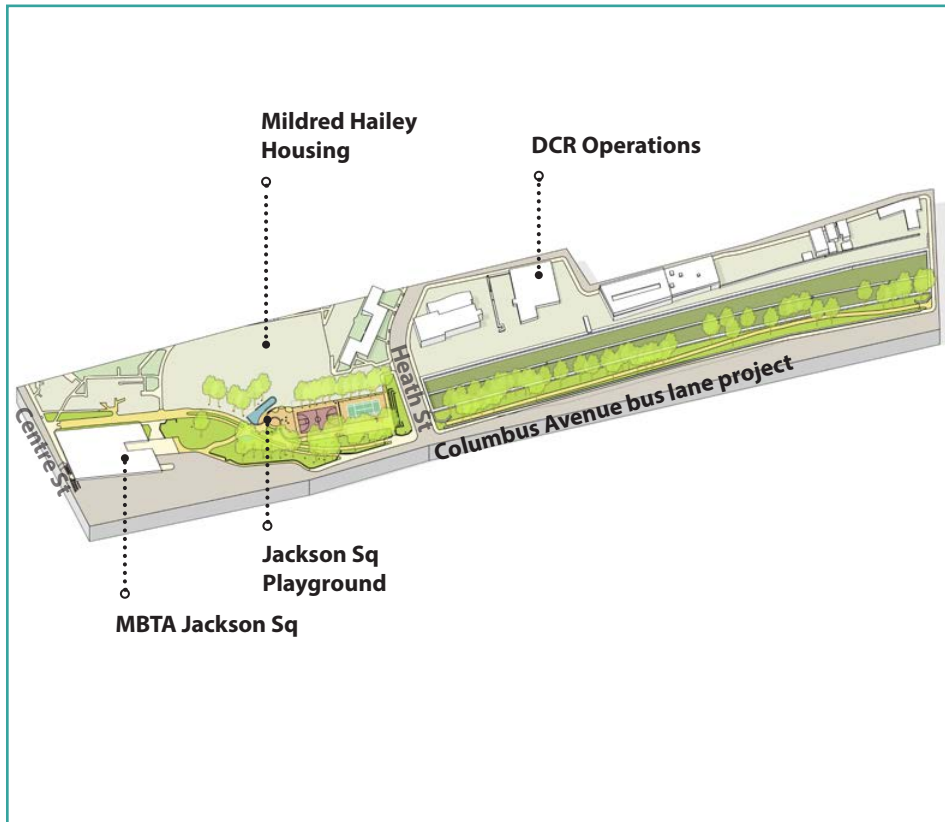 Mildred Hailey
Housing
DCR Operations
Heath St
Columbus Avenue bus lane project
Centre St
Jackson Sq
Playground
MBTA Jackson Sq